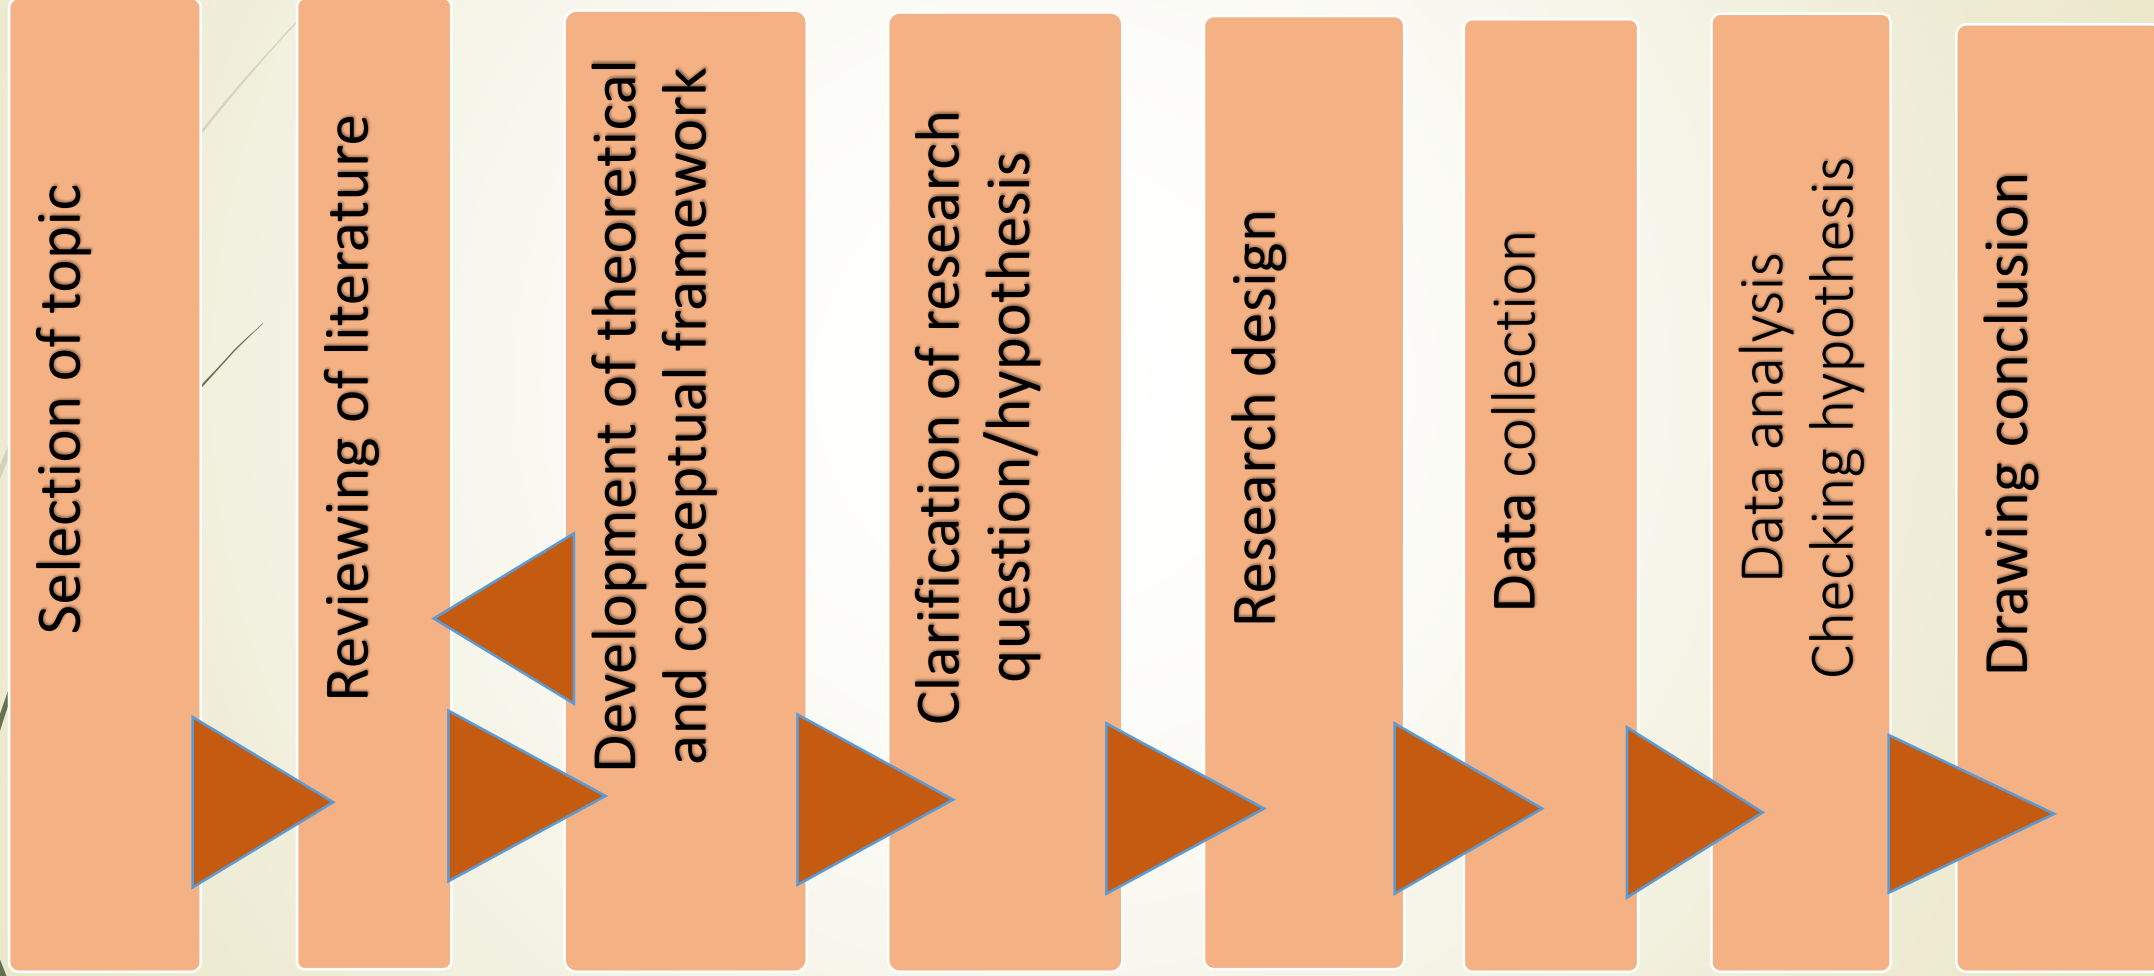 Selection of topic
Reviewing of literature
Development of theoretical
and conceptual framework
Clarification of research
question/hypothesis
Research design
Data collection
Data analysis
Checking hypothesis
Drawing conclusion